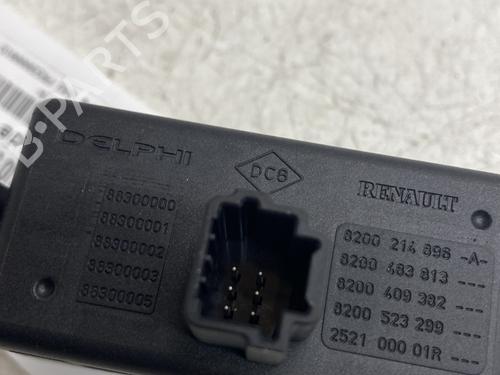 DELPHI
DC6
RENAULT
88300000
88300001
88300002
88300003
88300005
8200 214 896 -A-
8200 483 813 ---
8200 409 382 ---
8200 523 299 ---
2521 000 01R ---
B-PARTS